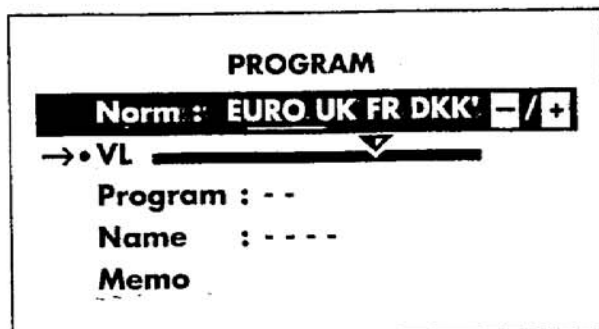 PROGRAM
Norm : EURO UK FR DKK' − / +
→• VL
Program : - -
Name : - - - -
Memo